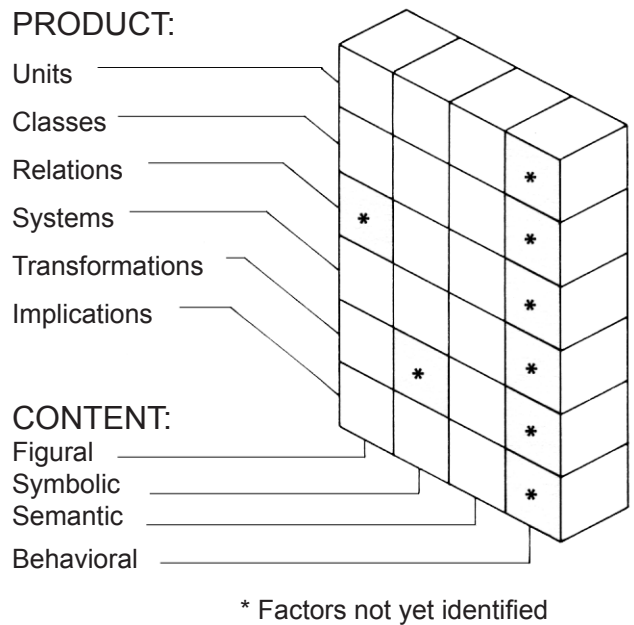 PRODUCT:
Units
Classes
Relations
Systems
Transformations
Implications
*
*
*
*
*
*
*
*
CONTENT:
Figural
Symbolic
Semantic
Behavioral
* Factors not yet identified